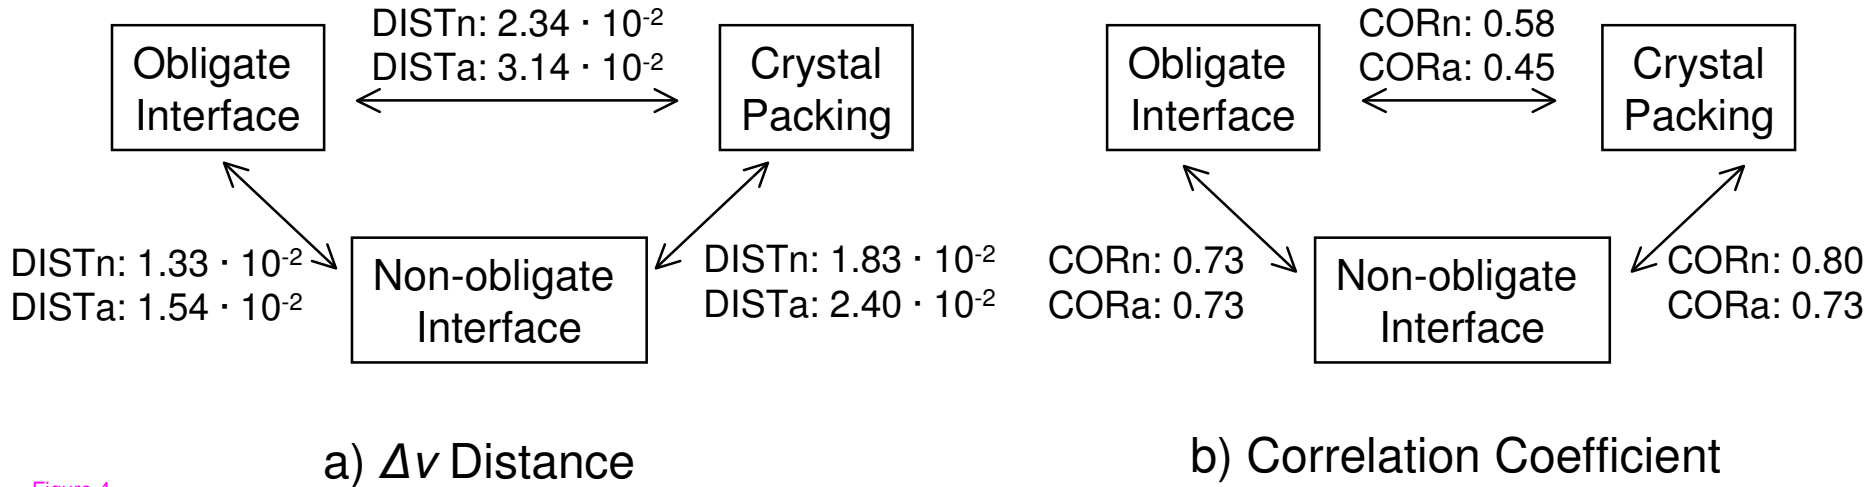 DISTn: 2.34 · 10-2
DISTa: 3.14 · 10-2
Obligate
Interface
Crystal
Packing
DISTn: 1.33 · 10-2
DISTa: 1.54 · 10-2
Non-obligate
Interface
DISTn: 1.83 · 10-2
DISTa: 2.40 · 10-2
a) Δv Distance
CORn: 0.58
CORa: 0.45
Obligate
Interface
Crystal
Packing
CORn: 0.73
CORa: 0.73
Non-obligate
Interface
CORn: 0.80
CORa: 0.73
b) Correlation Coefficient
Figure 4